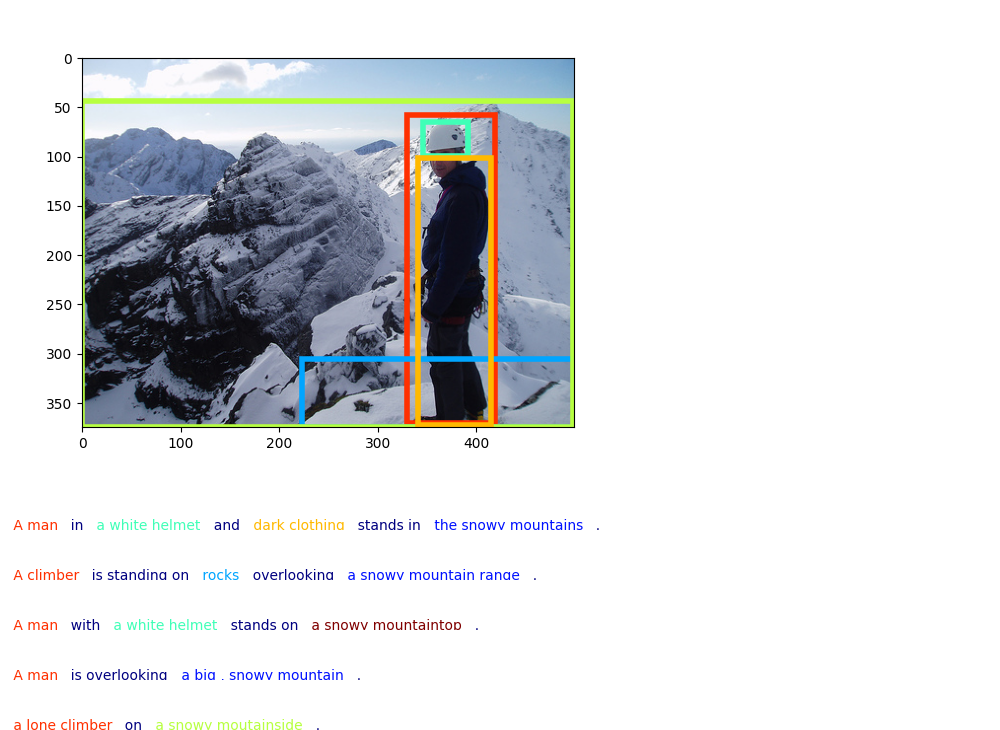 0
50
100
150
200
250
300
350
0 100 200 300 400
A man in a white helmet and dark clothing stands in the snowy mountains .
A climber is standing on rocks overlooking a snowy mountain range .
A man with a white helmet stands on a snowy mountaintop .
A man is overlooking a big , snowy mountain .
a lone climber on a snowy moutainside .